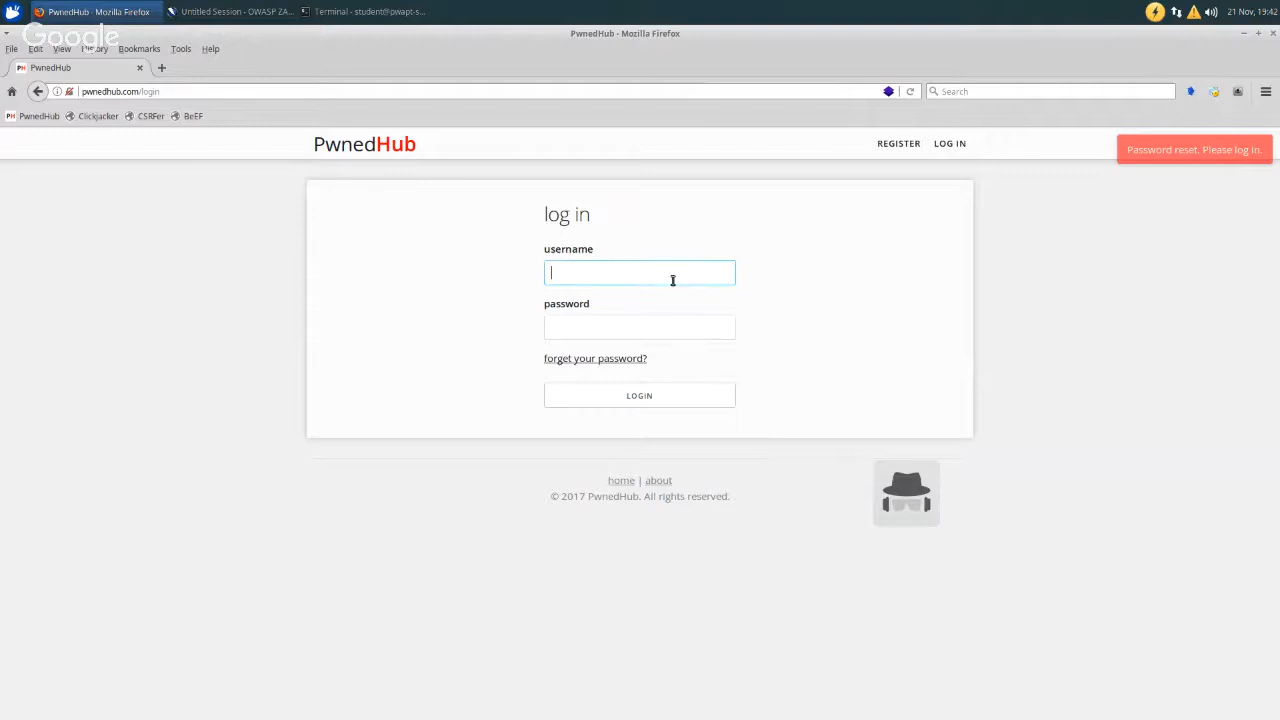 PwnedHub - Mozilla Firefox
Untitled Session - OWASP ZA...
Terminal - student@pwapt-s...
21 Nov, 19:42
Google
PwnedHub - Mozilla Firefox
File Edit View History Bookmarks Tools Help
PH PwnedHub
pwnedhub.com/login
Search
PH PwnedHub Clickjacker CSRFer BeEF
PwnedHub
REGISTER LOG IN
Password reset. Please log in.
log in
username
password
forget your password?
LOGIN
home | about
© 2017 PwnedHub. All rights reserved.